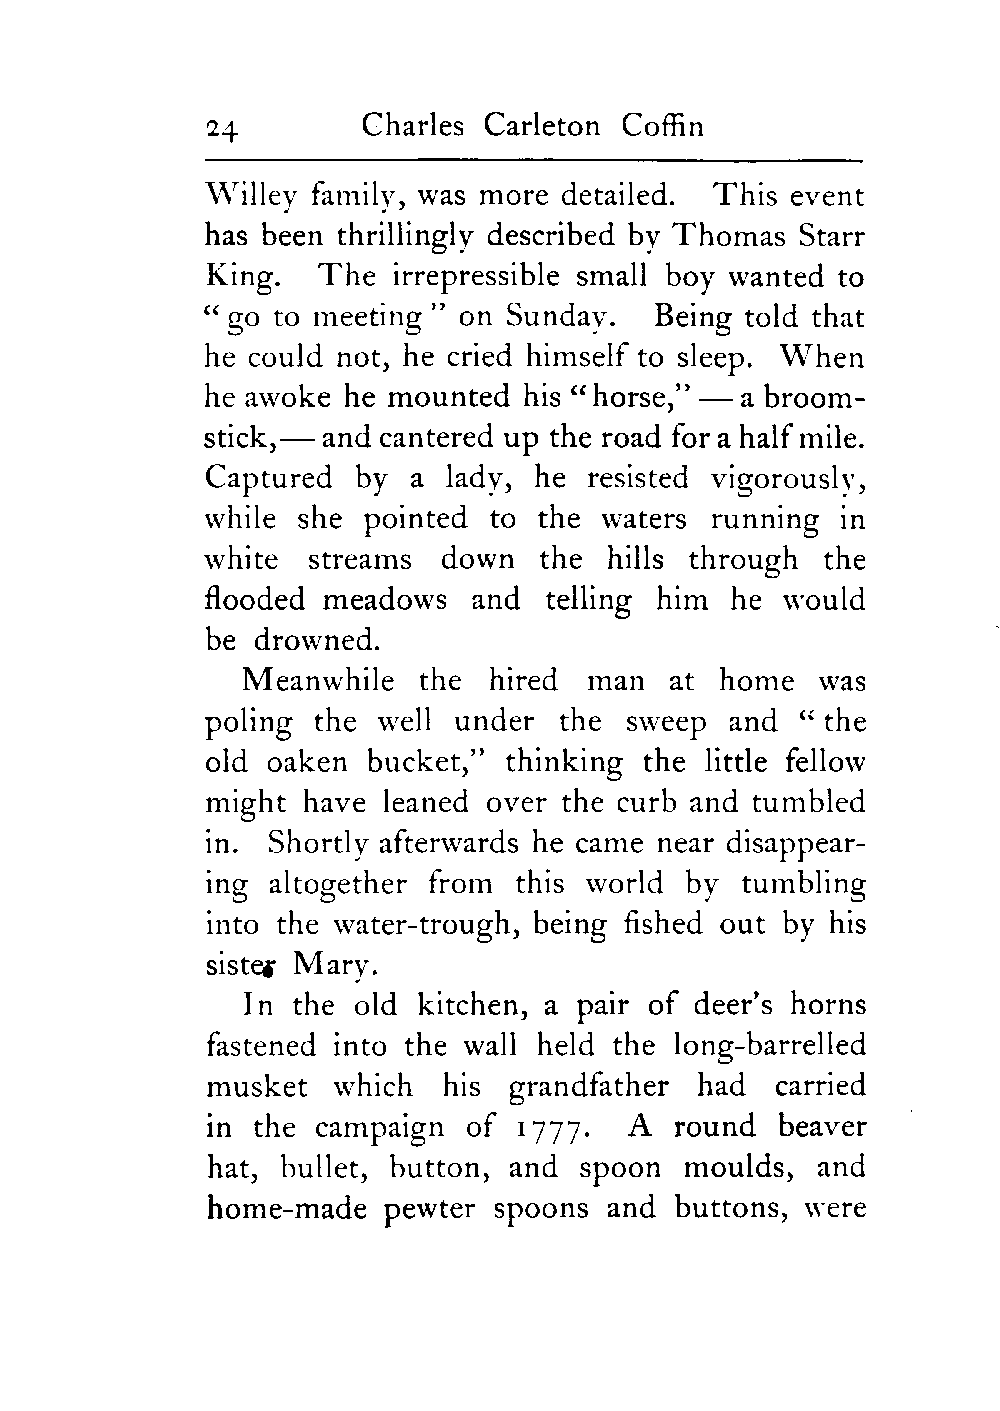 24 Charles Carleton Coffin
Willey family, was more detailed. This event
has been thrillingly described by Thomas Starr
King. The irrepressible small boy wanted to
“go to meeting” on Sunday. Being told that
he could not, he cried himself to sleep. When
he awoke he mounted his “horse,” — a broom-
stick,— and cantered up the road for a half mile.
Captured by a lady, he resisted vigorously,
while she pointed to the waters running in
white streams down the hills through the
flooded meadows and telling him he would
be drowned.
Meanwhile the hired man at home was
poling the well under the sweep and “the
old oaken bucket,” thinking the little fellow
might have leaned over the curb and tumbled
in. Shortly afterwards he came near disappear-
ing altogether from this world by tumbling
into the water-trough, being fished out by his
sister Mary.
In the old kitchen, a pair of deer’s horns
fastened into the wall held the long-barrelled
musket which his grandfather had carried
in the campaign of 1777. A round beaver
hat, bullet, button, and spoon moulds, and
home-made pewter spoons and buttons, were